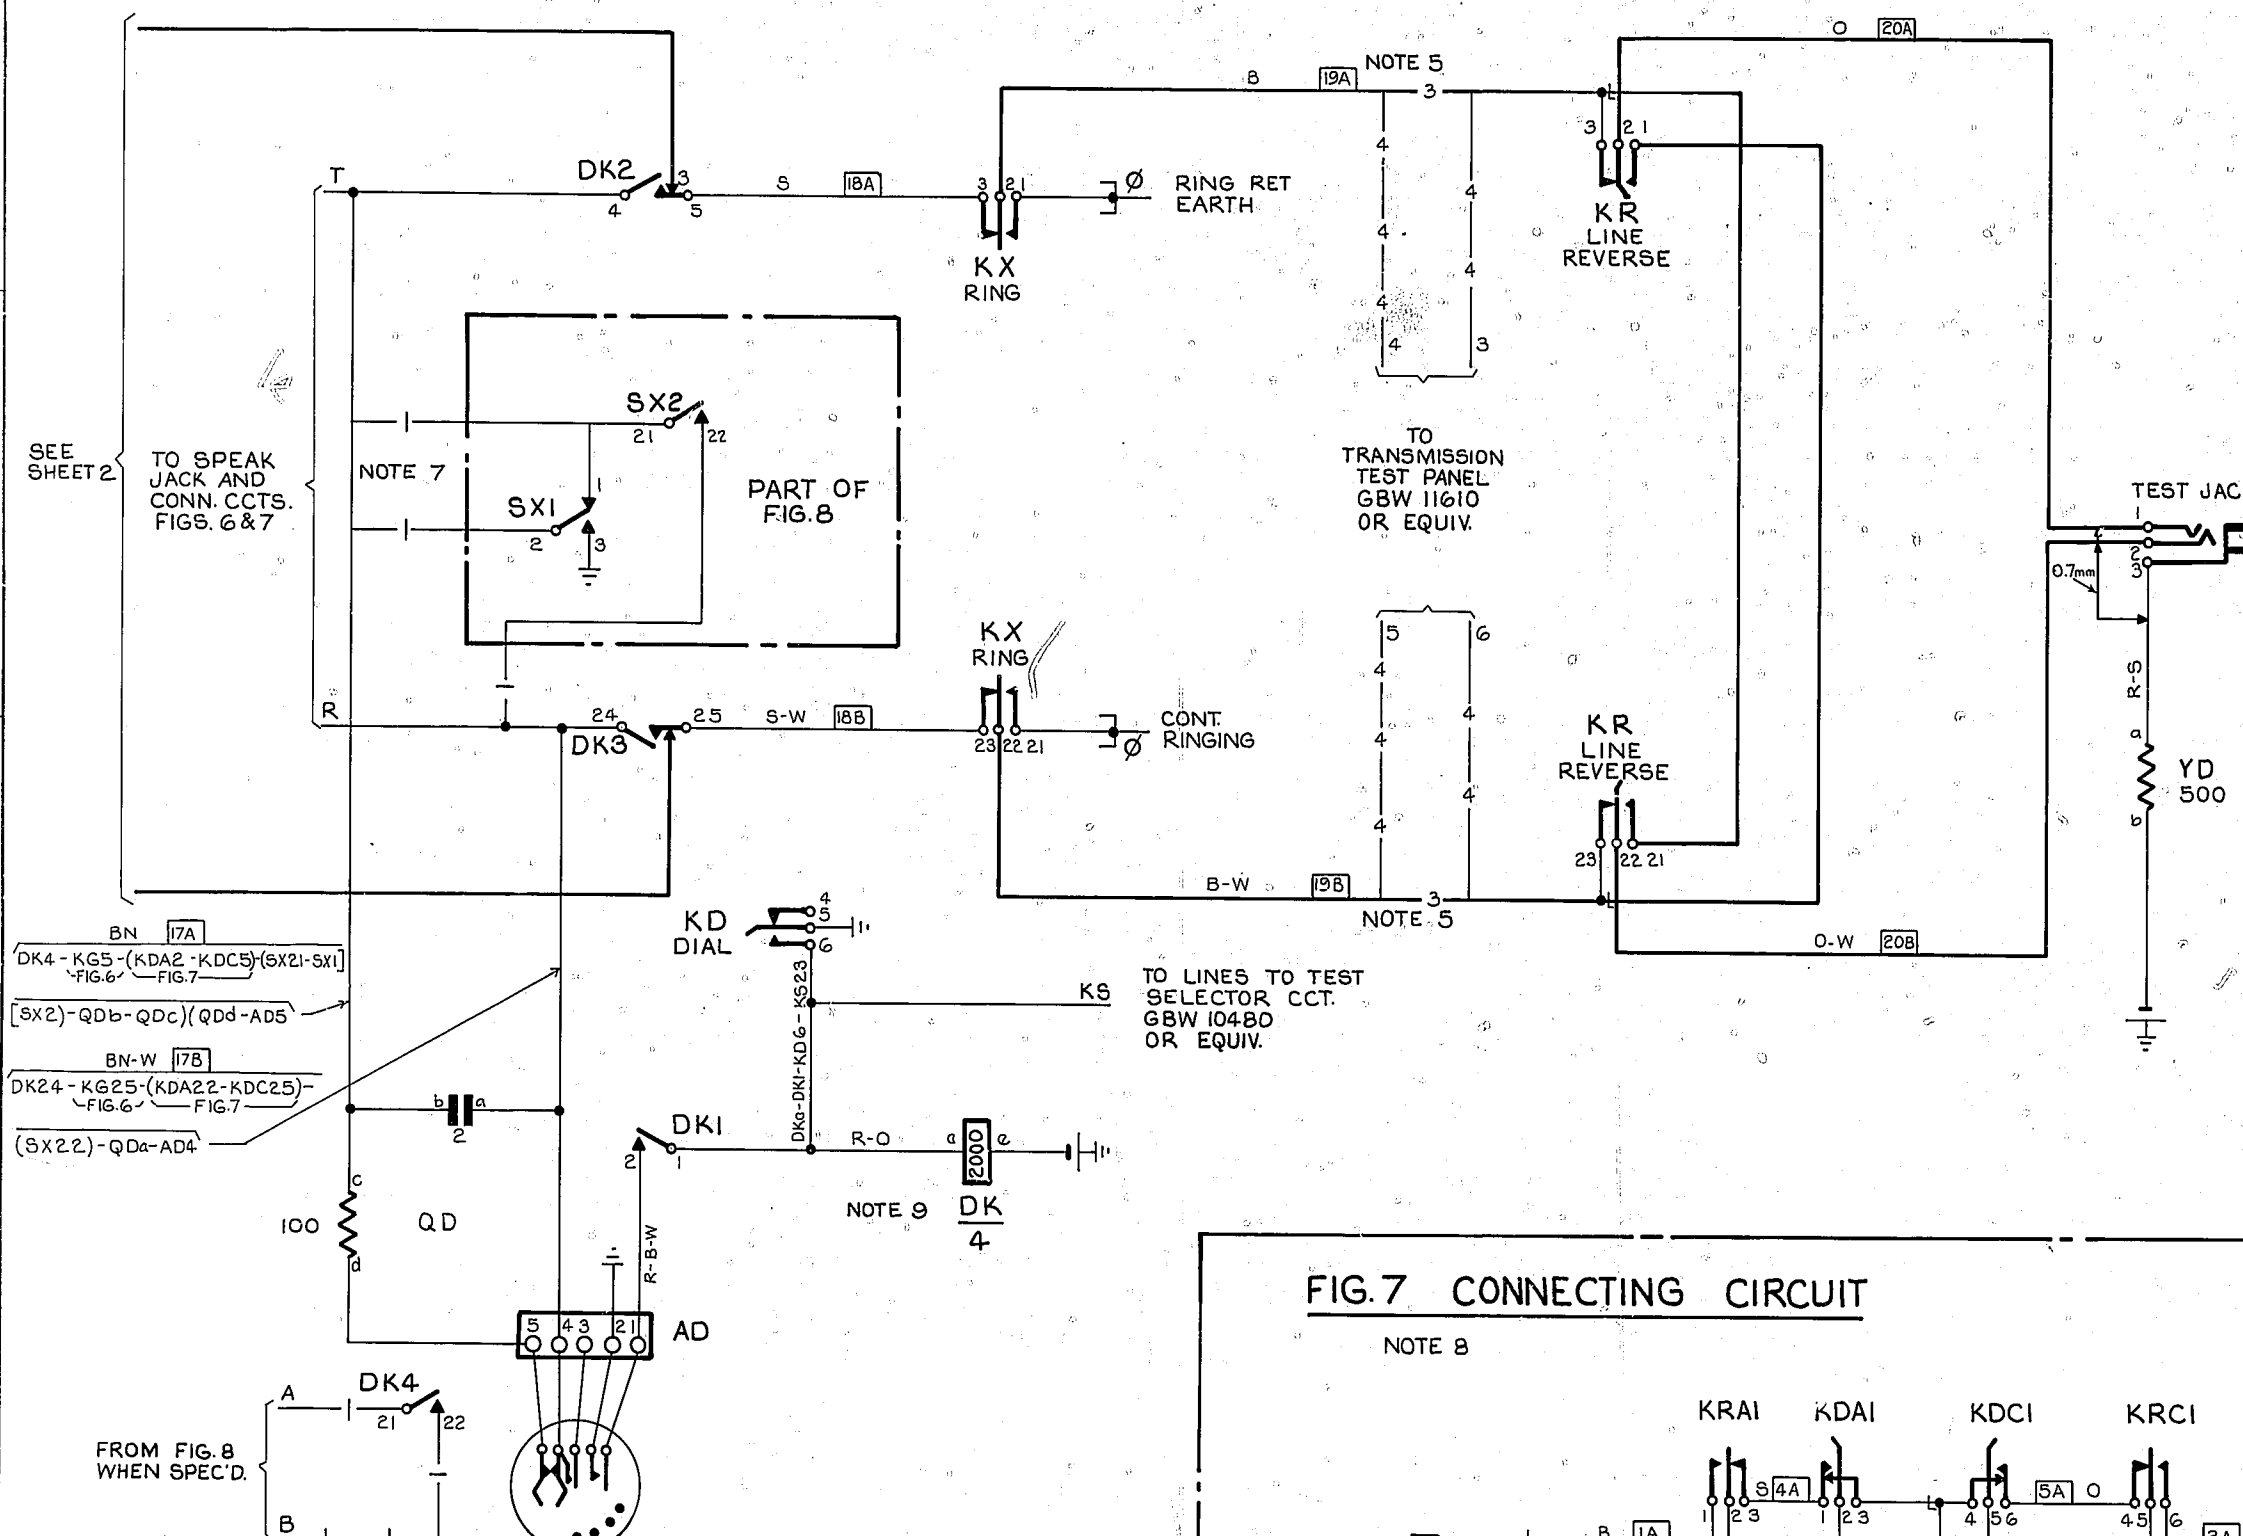 O 20A
NOTE 5
B 19A 3
3 2 1
T
DK2
3
4 5
S 18A
3 2 1
Ø
RING RET
EARTH
4 4
4 4
4
4 3
KR
LINE
REVERSE
KX
RING
SX2
21 22
SEE
SHEET 2
TO SPEAK
JACK AND
CONN. CCTS.
FIGS. 6 & 7
NOTE 7
SX1
1
2 3
PART OF
FIG. 8
TO
TRANSMISSION
TEST PANEL
GBW 11610
OR EQUIV.
TEST JAC
1
2
3
0.7mm
R-S
a
YD
500
b
KX
RING
5 6
4 4
4 4
4
R
24 25
DK3
S-W 18B
23 22 21
Ø
CONT.
RINGING
KR
LINE
REVERSE
23 22 21
B-W 19B 3
NOTE 5
O-W 20B
KD
DIAL
4
5
6
BN 17A
DK4-KG5-(KDA2-KDC5)-(SX21-SX1]
FIG.6 FIG.7
[SX2)-QDb-QDc)(QDd-AD5
BN-W 17B
DK24-KG25-(KDA22-KDC25)-
FIG.6 FIG.7
(SX22)-QDa-AD4
DKa-DK1-KD6-KS23
KS
TO LINES TO TEST
SELECTOR CCT.
GBW 10480
OR EQUIV.
b a
2
DK1
2 1
R-O
a 2000 e
NOTE 9
DK
4
c
100
d
QD
R-B-W
5 4 3 2 1
AD
FIG. 7 CONNECTING CIRCUIT
NOTE 8
A
DK4
21 22
FROM FIG. 8
WHEN SPEC'D.
B
KRA1 KDA1 KDC1 KRC1
S 4A 5A O
1 2 3 1 2 3 4 5 6 4 5 6
B 1A